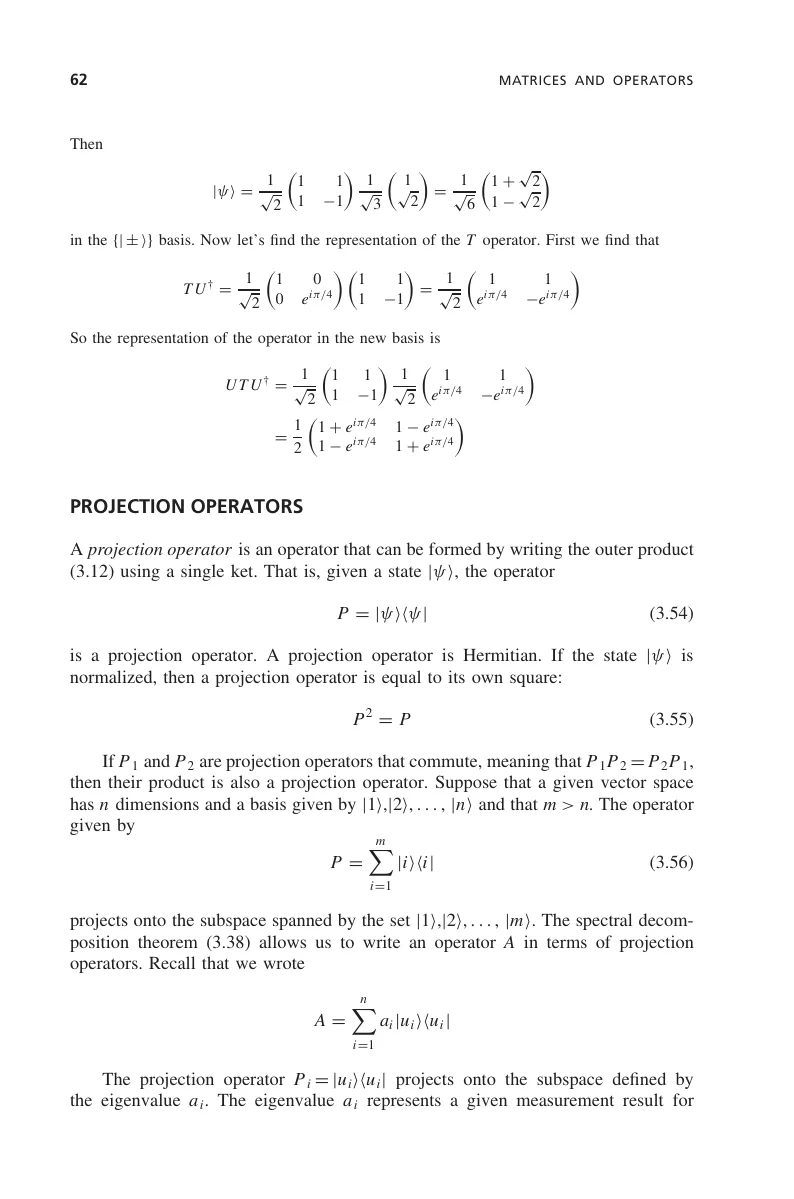 62 MATRICES AND OPERATORS
Then
|ψ⟩ = 1/√2 (1 1; 1 −1) 1/√3 (1; √2) = 1/√6 (1 + √2; 1 − √2)
in the {| ± ⟩} basis. Now let's find the representation of the T operator. First we find that
TU† = 1/√2 (1 0; 0 e^{iπ/4}) (1 1; 1 −1) = 1/√2 (1 1; e^{iπ/4} −e^{iπ/4})
So the representation of the operator in the new basis is
UTU† = 1/√2 (1 1; 1 −1) 1/√2 (1 1; e^{iπ/4} −e^{iπ/4})
= 1/2 (1 + e^{iπ/4} 1 − e^{iπ/4}; 1 − e^{iπ/4} 1 + e^{iπ/4})
PROJECTION OPERATORS
A projection operator is an operator that can be formed by writing the outer product
(3.12) using a single ket. That is, given a state |ψ⟩, the operator
P = |ψ⟩⟨ψ| (3.54)
is a projection operator. A projection operator is Hermitian. If the state |ψ⟩ is
normalized, then a projection operator is equal to its own square:
P² = P (3.55)
If P₁ and P₂ are projection operators that commute, meaning that P₁P₂ = P₂P₁,
then their product is also a projection operator. Suppose that a given vector space
has n dimensions and a basis given by |1⟩,|2⟩, . . . , |n⟩ and that m > n. The operator
given by
P = ∑_{i=1}^{m} |i⟩⟨i| (3.56)
projects onto the subspace spanned by the set |1⟩,|2⟩, . . . , |m⟩. The spectral decom-
position theorem (3.38) allows us to write an operator A in terms of projection
operators. Recall that we wrote
A = ∑_{i=1}^{n} aᵢ|uᵢ⟩⟨uᵢ|
The projection operator Pᵢ = |uᵢ⟩⟨uᵢ| projects onto the subspace defined by
the eigenvalue aᵢ. The eigenvalue aᵢ represents a given measurement result for